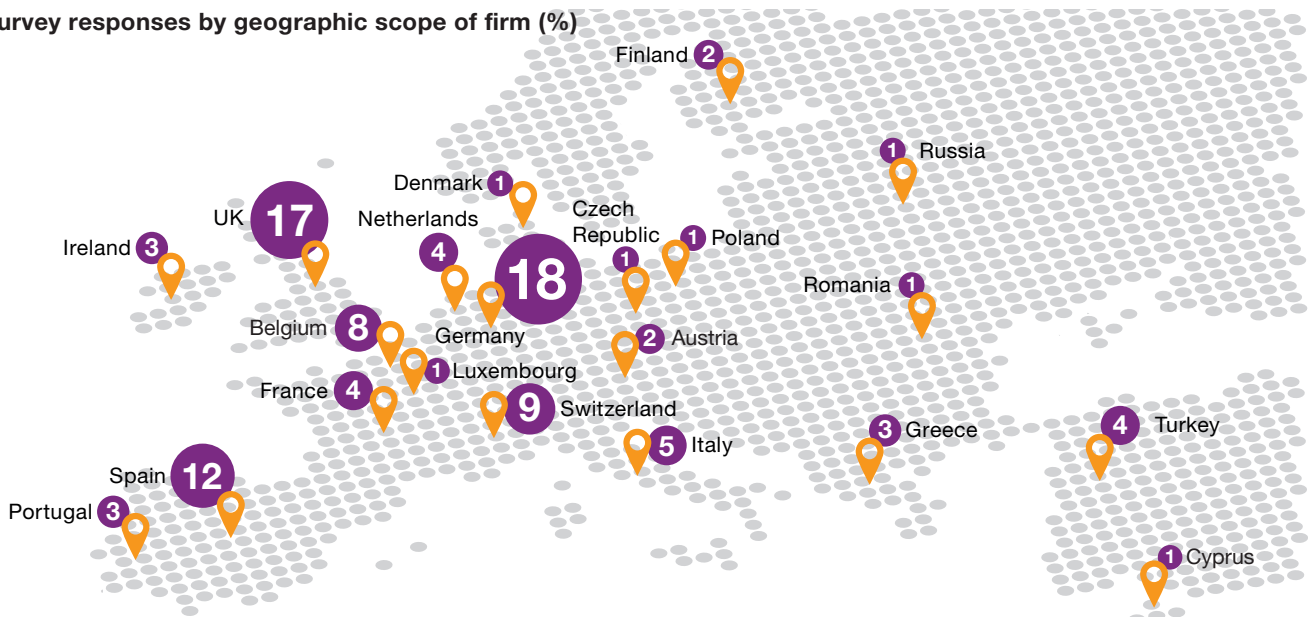 urvey responses by geographic scope of firm (%)
Finland 2
1 Russia
Denmark 1
Czech
Republic
1
UK 17
Netherlands
4
Ireland 3
18
Germany
1 Poland
Romania 1
Belgium 8
2 Austria
1 Luxembourg
France 4
9 Switzerland
5 Italy
3 Greece
4 Turkey
Spain 12
Portugal 3
1 Cyprus